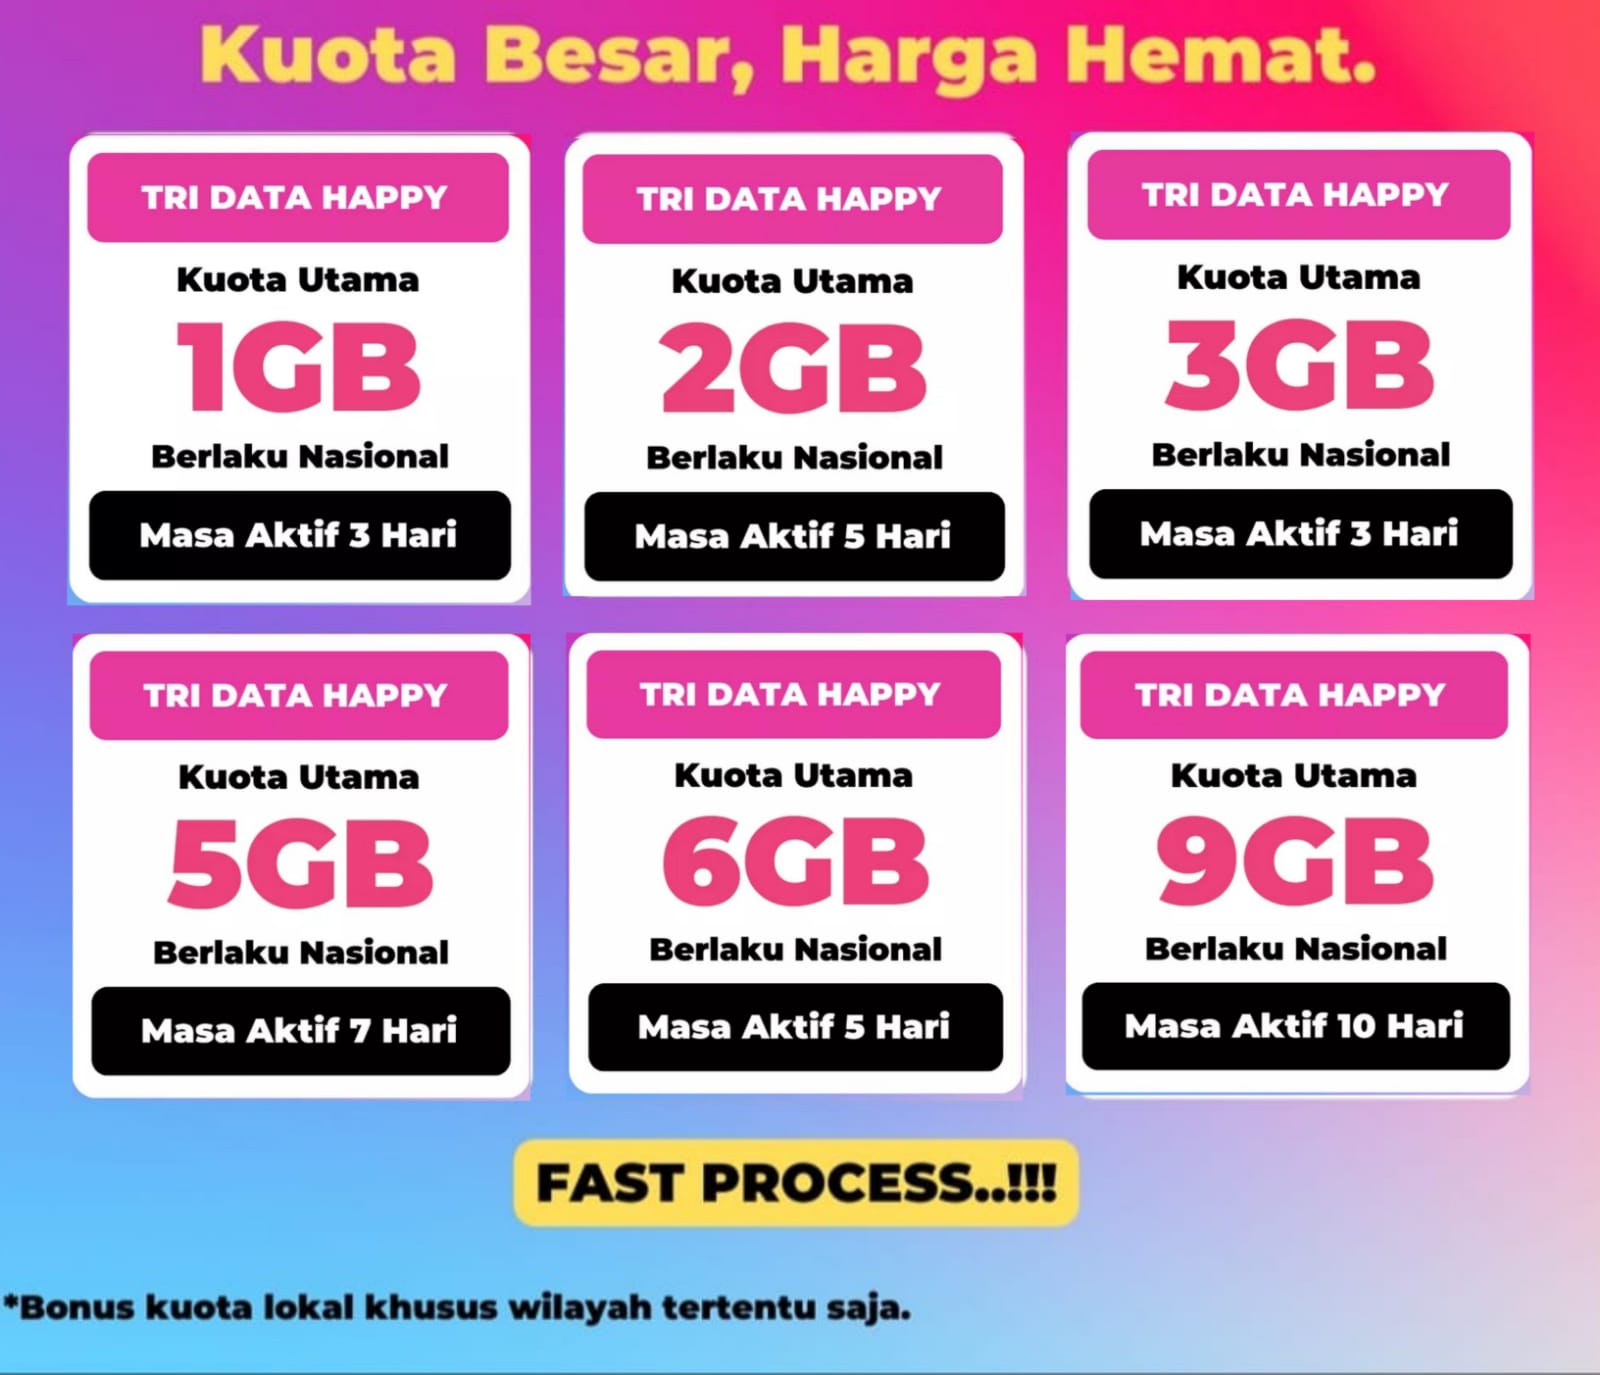 Kuota Besar, Harga Hemat.
TRI DATA HAPPY
Kuota Utama
1GB
Berlaku Nasional
Masa Aktif 3 Hari
TRI DATA HAPPY
Kuota Utama
2GB
Berlaku Nasional
Masa Aktif 5 Hari
TRI DATA HAPPY
Kuota Utama
3GB
Berlaku Nasional
Masa Aktif 3 Hari
TRI DATA HAPPY
Kuota Utama
5GB
Berlaku Nasional
Masa Aktif 7 Hari
TRI DATA HAPPY
Kuota Utama
6GB
Berlaku Nasional
Masa Aktif 5 Hari
TRI DATA HAPPY
Kuota Utama
9GB
Berlaku Nasional
Masa Aktif 10 Hari
FAST PROCESS..!!!
*Bonus kuota lokal khusus wilayah tertentu saja.